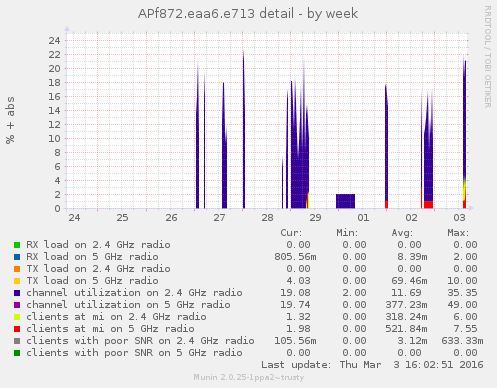 APf872.eaa6.e713 detail - by week
RRDTOOL / TOBI OETIKER
% + abs
24
22
20
18
16
14
12
10
8
6
4
2
0
24 25 26 27 28 29 01 02 03
Cur: Min: Avg: Max:
RX load on 2.4 GHz radio 0.00 0.00 0.00 0.00
RX load on 5 GHz radio 805.56m 0.00 8.39m 2.00
TX load on 2.4 GHz radio 0.00 0.00 0.00 0.00
TX load on 5 GHz radio 4.03 0.00 69.46m 10.00
channel utilization on 2.4 GHz radio 19.08 2.00 11.69 35.35
channel utilization on 5 GHz radio 19.74 0.00 377.23m 49.00
clients at mi on 2.4 GHz radio 1.32 0.00 318.24m 6.00
clients at mi on 5 GHz radio 1.98 0.00 521.84m 7.55
clients with poor SNR on 2.4 GHz radio 105.56m 0.00 3.12m 633.33m
clients with poor SNR on 5 GHz radio 0.00 0.00 0.00 0.00
Last update: Thu Mar 3 16:02:51 2016
Munin 2.0.25-1ppa2~trusty